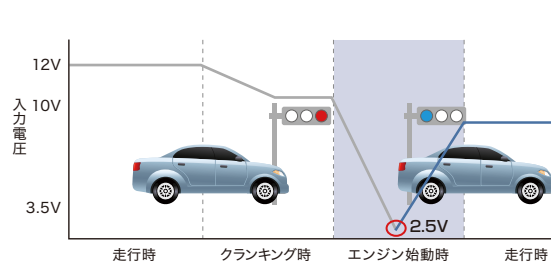 入力電圧
12V
10V
3.5V
2.5V
走行時
クランキング時
エンジン始動時
走行時